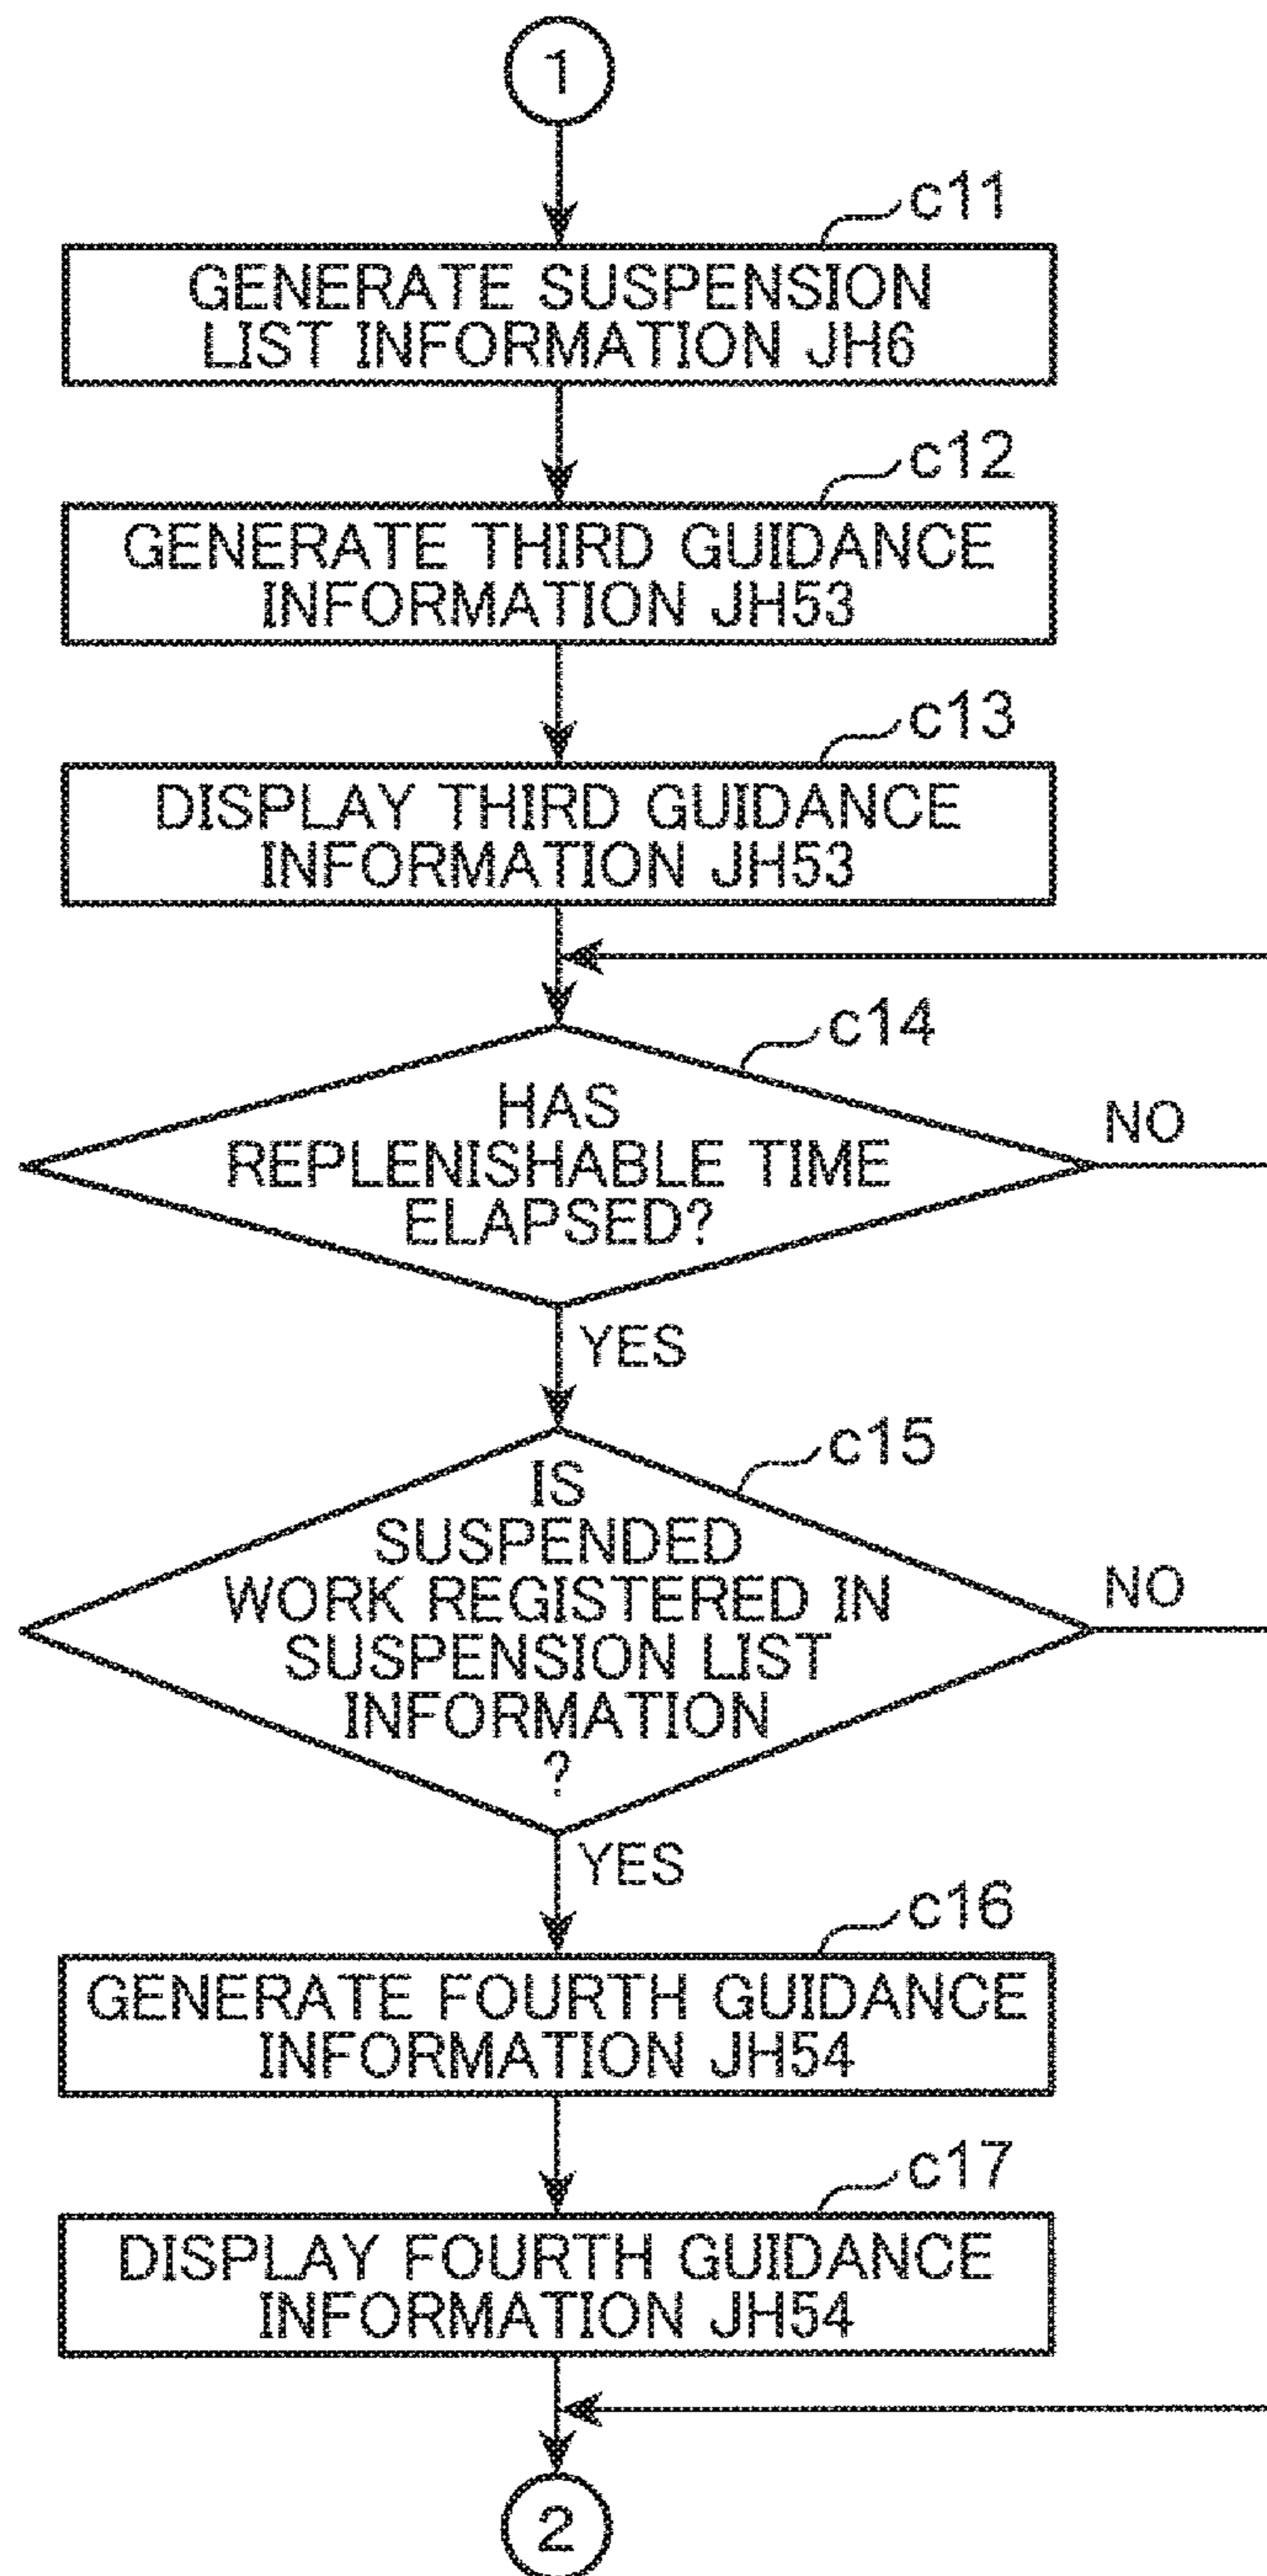 1
c11
GENERATE SUSPENSION
LIST INFORMATION JH6
c12
GENERATE THIRD GUIDANCE
INFORMATION JH53
c13
DISPLAY THIRD GUIDANCE
INFORMATION JH53
c14
HAS
REPLENISHABLE TIME
ELAPSED?
NO
YES
c15
IS
SUSPENDED
WORK REGISTERED IN
SUSPENSION LIST
INFORMATION
?
NO
YES
c16
GENERATE FOURTH GUIDANCE
INFORMATION JH54
c17
DISPLAY FOURTH GUIDANCE
INFORMATION JH54
2